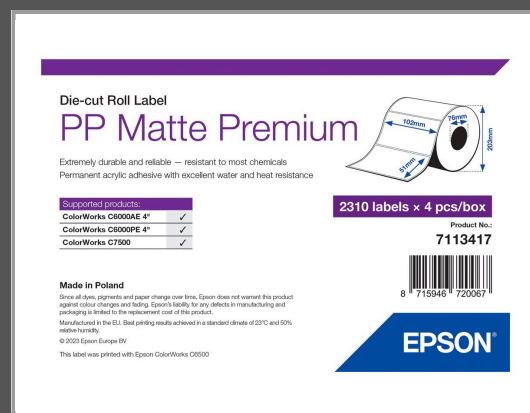 Die-cut Roll Label
PP Matte Premium
102mm
76mm
203mm
51mm
Extremely durable and reliable — resistant to most chemicals
Permanent acrylic adhesive with excellent water and heat resistance
Supported products:
ColorWorks C6000AE 4" ✓
ColorWorks C6000PE 4" ✓
ColorWorks C7500 ✓
2310 labels × 4 pcs/box
Product No.:
7113417
8 715946 720067
Made in Poland
Since all dyes, pigments and paper change over time, Epson does not warrant this product
against colour changes and fading. Epson's liability for any defects in manufacturing and
packaging is limited to the replacement cost of this product.
Manufactured in the EU. Best printing results achieved in a standard climate of 23°C and 50%
relative humidity.
© 2023 Epson Europe BV
This label was printed with Epson ColorWorks C6500
EPSON®